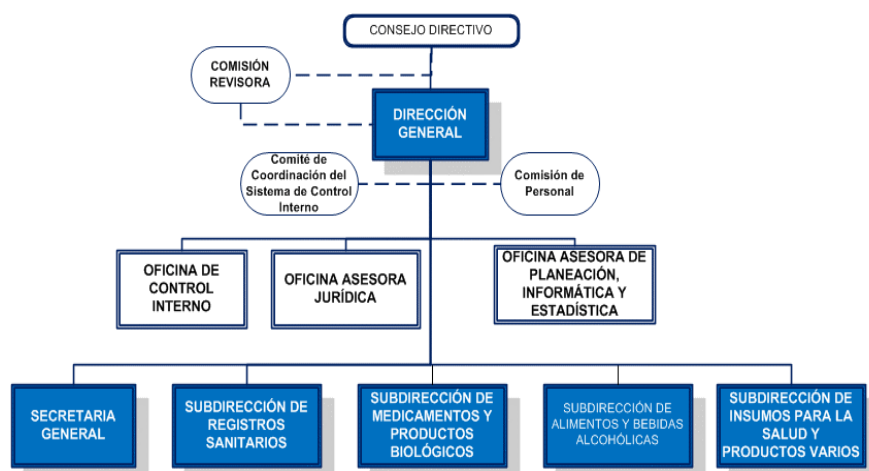 CONSEJO DIRECTIVO
COMISIÓN
REVISORA
DIRECCIÓN
GENERAL
Comité de
Coordinación del
Sistema de Control
Interno
Comisión de
Personal
OFICINA DE
CONTROL
INTERNO
OFICINA ASESORA
JURÍDICA
OFICINA ASESORA DE
PLANEACIÓN,
INFORMÁTICA Y
ESTADÍSTICA
SECRETARIA
GENERAL
SUBDIRECCIÓN DE
REGISTROS
SANITARIOS
SUBDIRECCIÓN DE
MEDICAMENTOS Y
PRODUCTOS
BIOLÓGICOS
SUBDIRECCIÓN DE
ALIMENTOS Y BEBIDAS
ALCOHÓLICAS
SUBDIRECCIÓN DE
INSUMOS PARA LA
SALUD Y
PRODUCTOS VARIOS